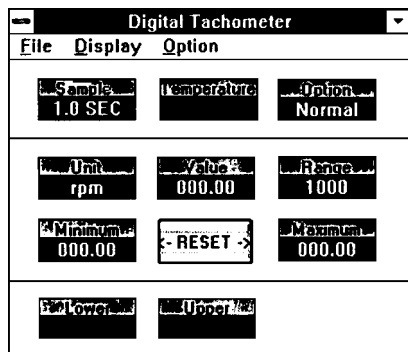 Digital Tachometer
File Display Option
Sample Temperature Option
1.0 SEC Normal
Unit Value Range
rpm 000.00 1000
Minimum <- RESET -> Maximum
000.00 000.00
Lower Upper